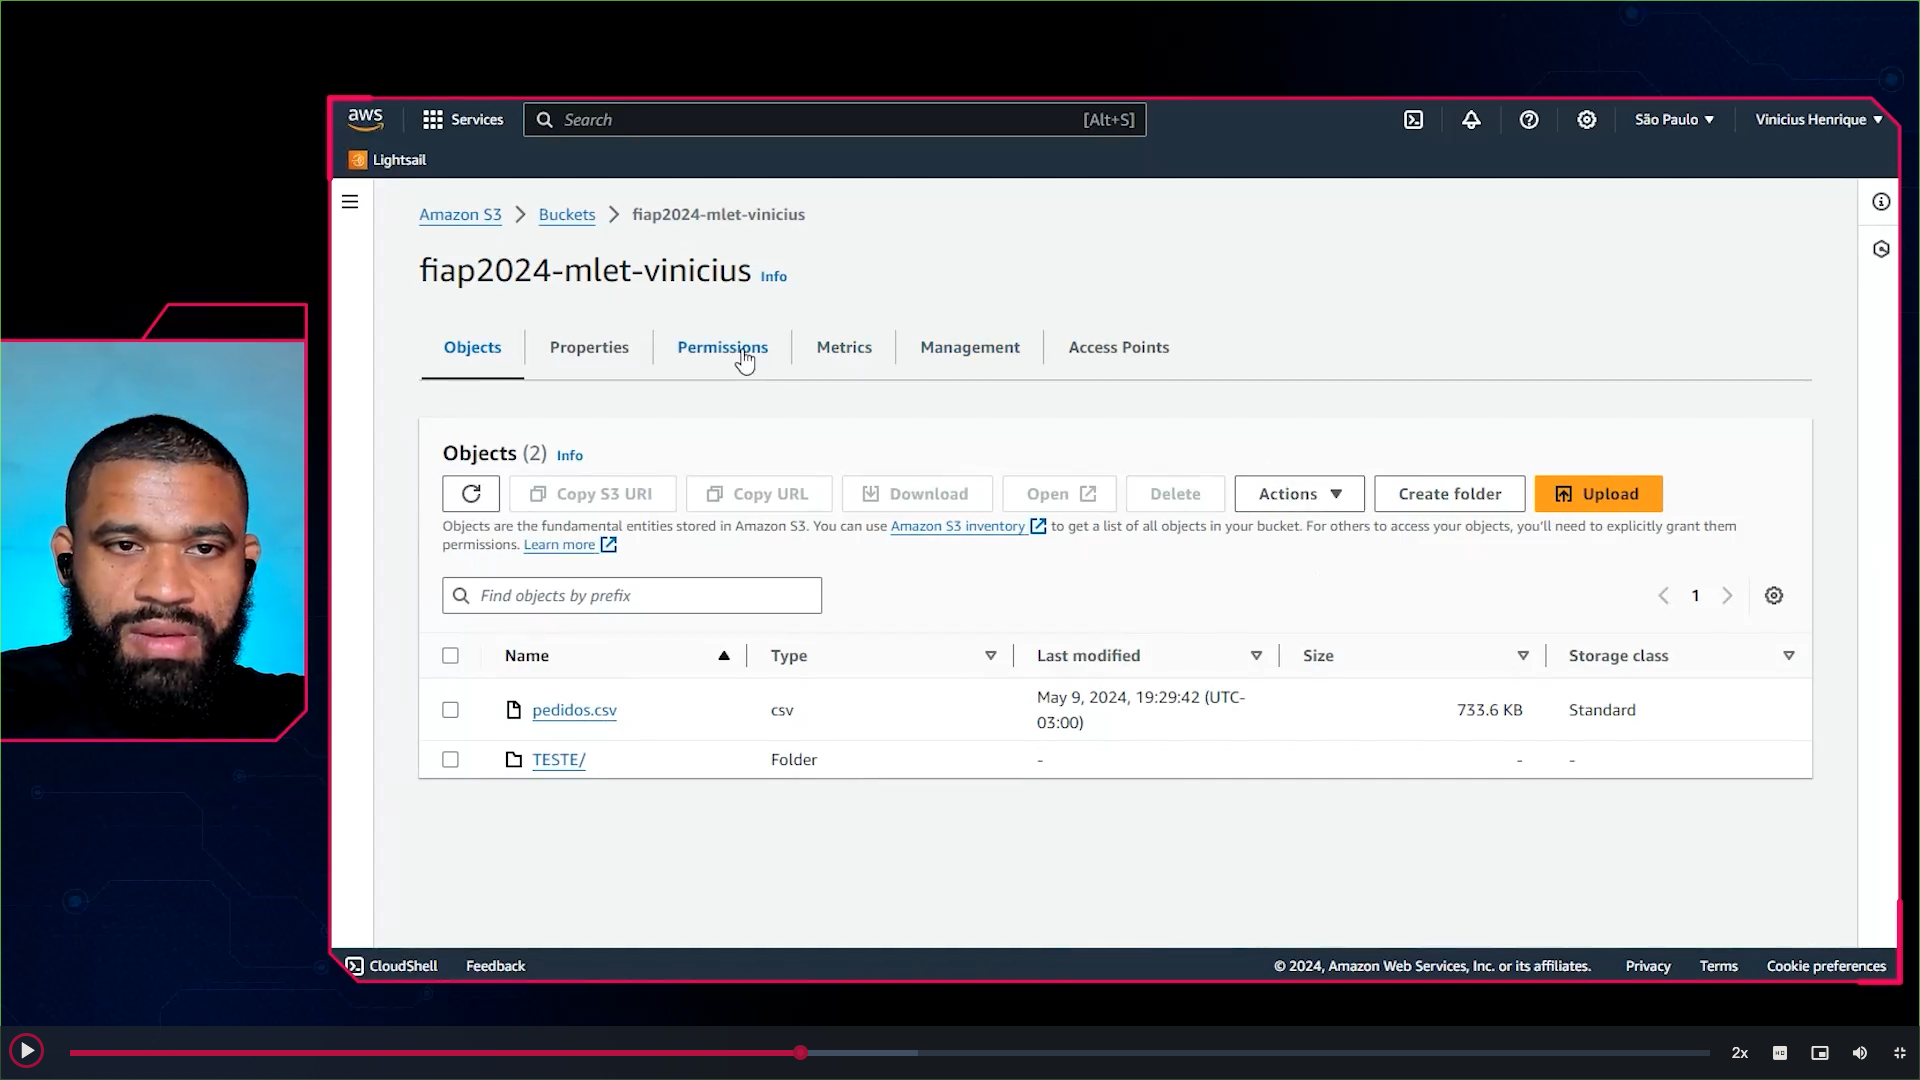 aws
Services
Search
[Alt+S]
São Paulo
Vinicius Henrique
Lightsail
Amazon S3
Buckets
fiap2024-mlet-vinicius
fiap2024-mlet-vinicius Info
Objects
Properties
Permissions
Metrics
Management
Access Points
Objects (2) Info
Copy S3 URI
Copy URL
Download
Open
Delete
Actions
Create folder
Upload
Objects are the fundamental entities stored in Amazon S3. You can use Amazon S3 inventory to get a list of all objects in your bucket. For others to access your objects, you'll need to explicitly grant them
permissions. Learn more
Find objects by prefix
1
Name
Type
Last modified
Size
Storage class
pedidos.csv
csv
May 9, 2024, 19:29:42 (UTC-
03:00)
733.6 KB
Standard
TESTE/
Folder
-
-
-
CloudShell
Feedback
© 2024, Amazon Web Services, Inc. or its affiliates.
Privacy
Terms
Cookie preferences
2x
HD